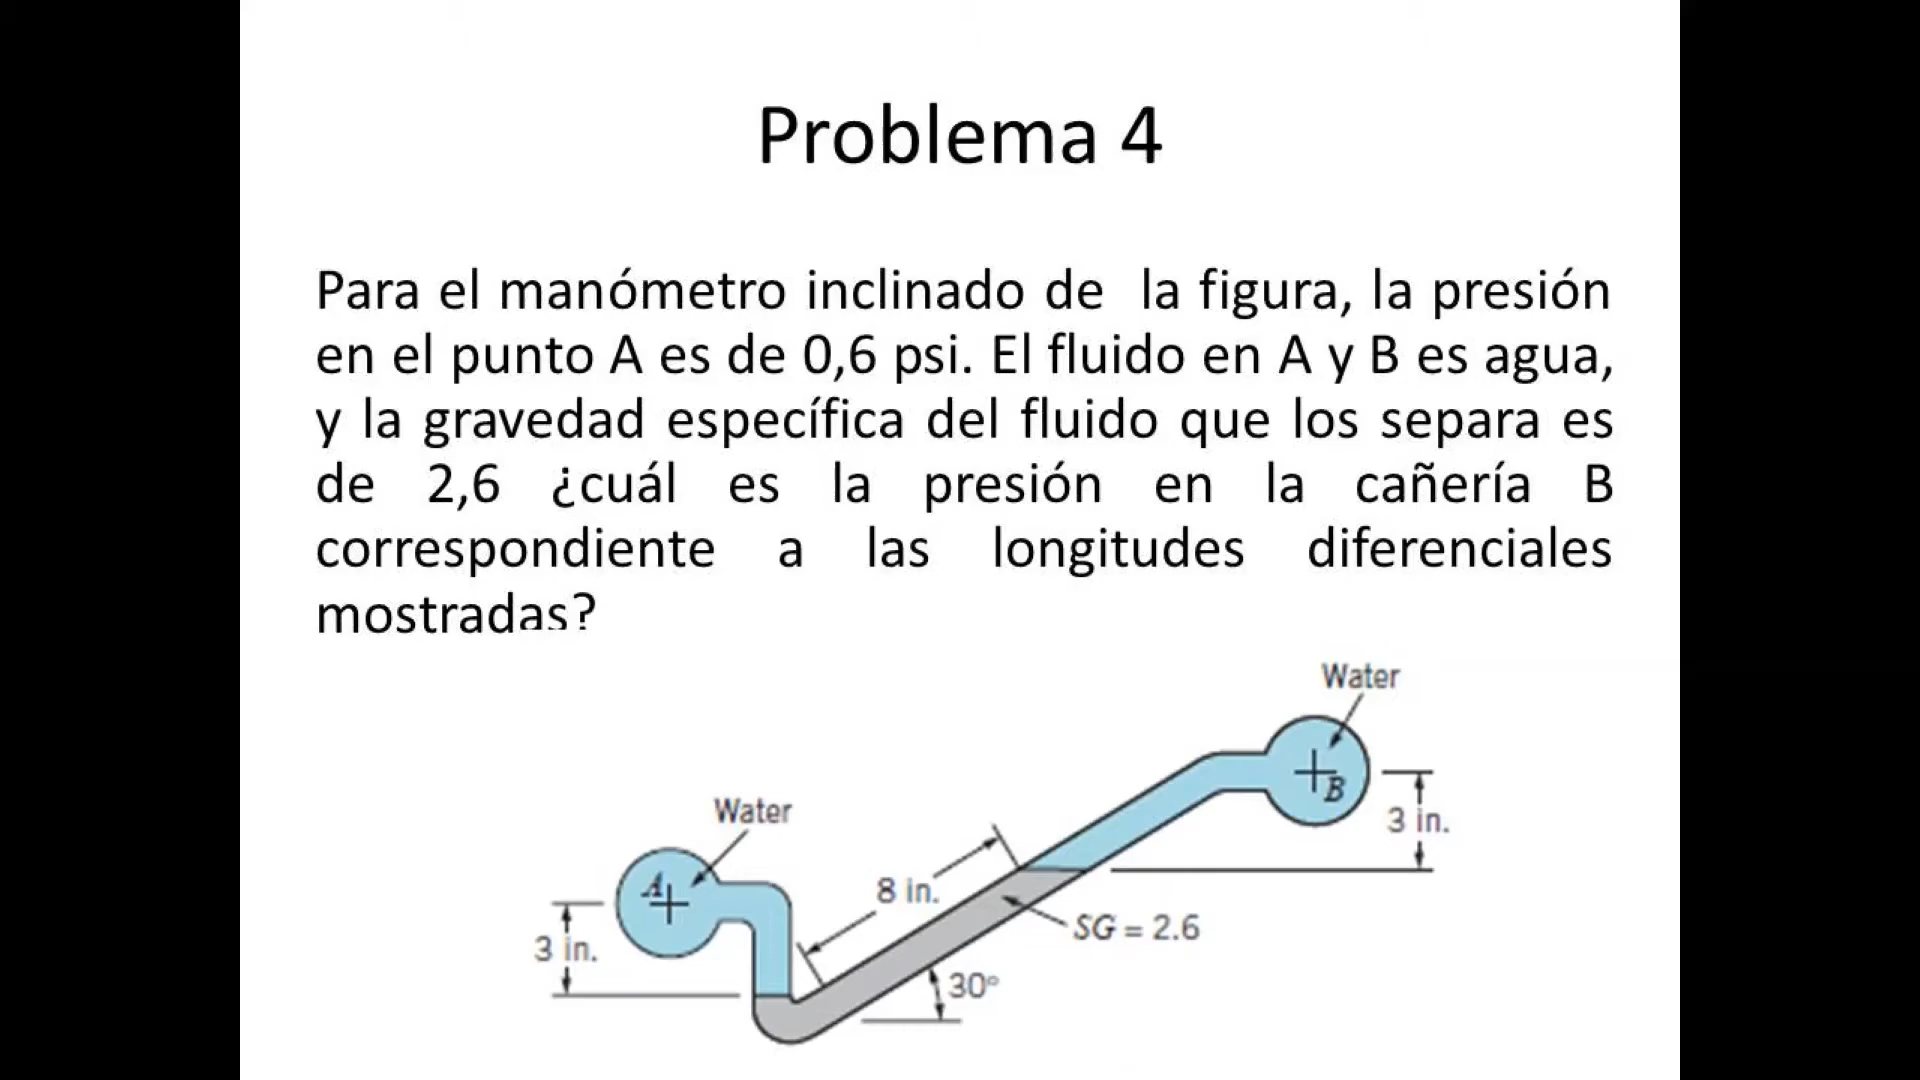 Problema 4
Para el manómetro inclinado de la figura, la presión
en el punto A es de 0,6 psi. El fluido en A y B es agua,
y la gravedad específica del fluido que los separa es
de 2,6 ¿cuál es la presión en la cañería B
correspondiente a las longitudes diferenciales
mostradas?
Water
B
3 in.
Water
A
8 in.
SG = 2.6
3 in.
30°